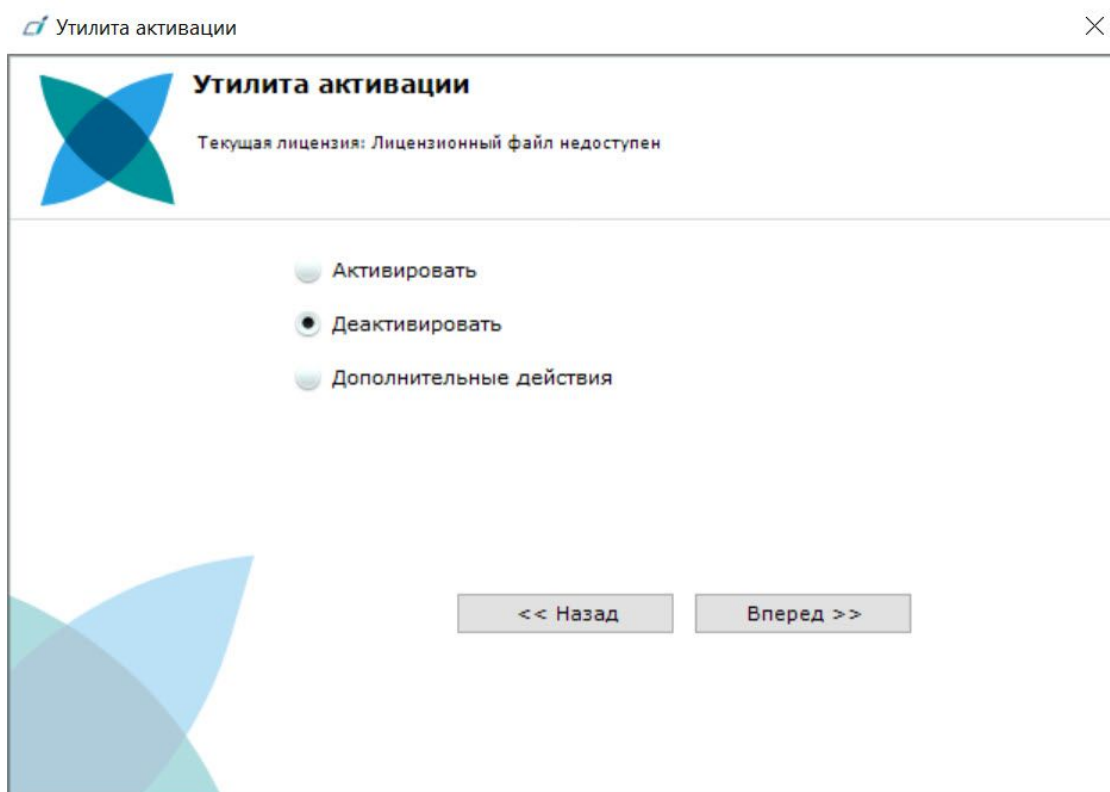 Утилита активации
Утилита активации
Текущая лицензия: Лицензионный файл недоступен
Активировать
Деактивировать
Дополнительные действия
<< Назад
Вперед >>